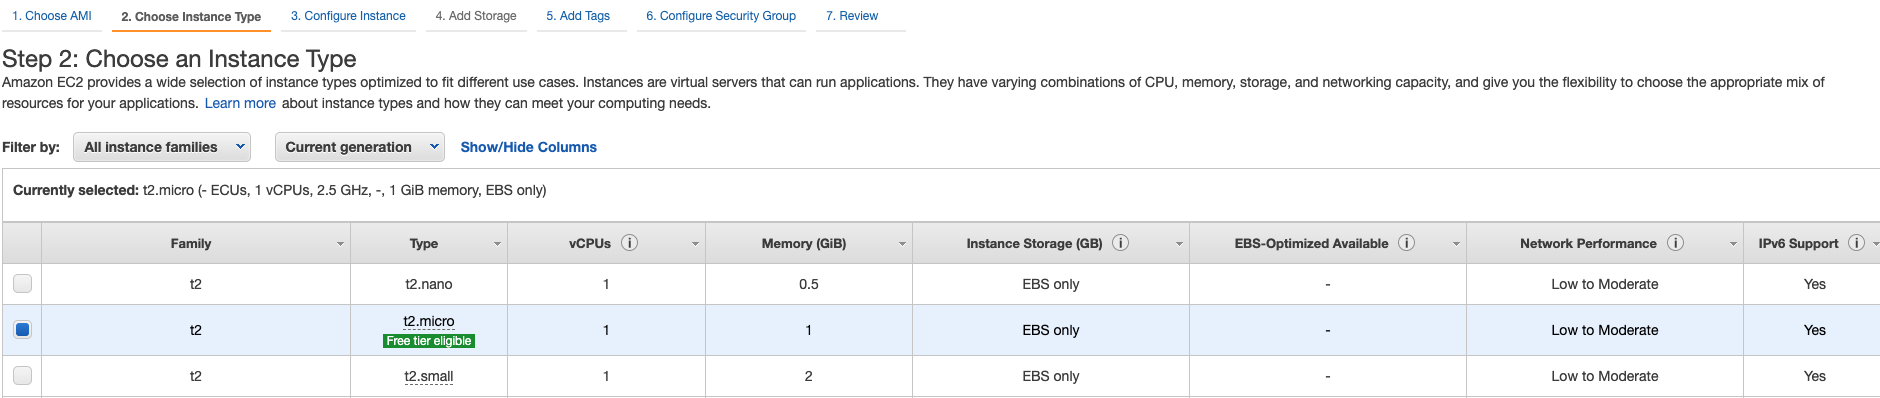 1. Choose AMI 2. Choose Instance Type 3. Configure Instance 4. Add Storage 5. Add Tags 6. Configure Security Group 7. Review
Step 2: Choose an Instance Type
Amazon EC2 provides a wide selection of instance types optimized to fit different use cases. Instances are virtual servers that can run applications. They have varying combinations of CPU, memory, storage, and networking capacity, and give you the flexibility to choose the appropriate mix of
resources for your applications. Learn more about instance types and how they can meet your computing needs.
Filter by: All instance families Current generation Show/Hide Columns
Currently selected: t2.micro (- ECUs, 1 vCPUs, 2.5 GHz, -, 1 GiB memory, EBS only)
Family Type vCPUs i Memory (GiB) Instance Storage (GB) i EBS-Optimized Available i Network Performance i IPv6 Support i
t2 t2.nano 1 0.5 EBS only - Low to Moderate Yes
t2 t2.micro 1 1 EBS only - Low to Moderate Yes
Free tier eligible
t2 t2.small 1 2 EBS only - Low to Moderate Yes